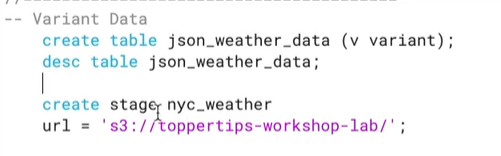 -- Variant Data
create table json_weather_data (v variant);
desc table json_weather_data;
create stage nyc_weather
url = 's3://toppertips-workshop-lab/';